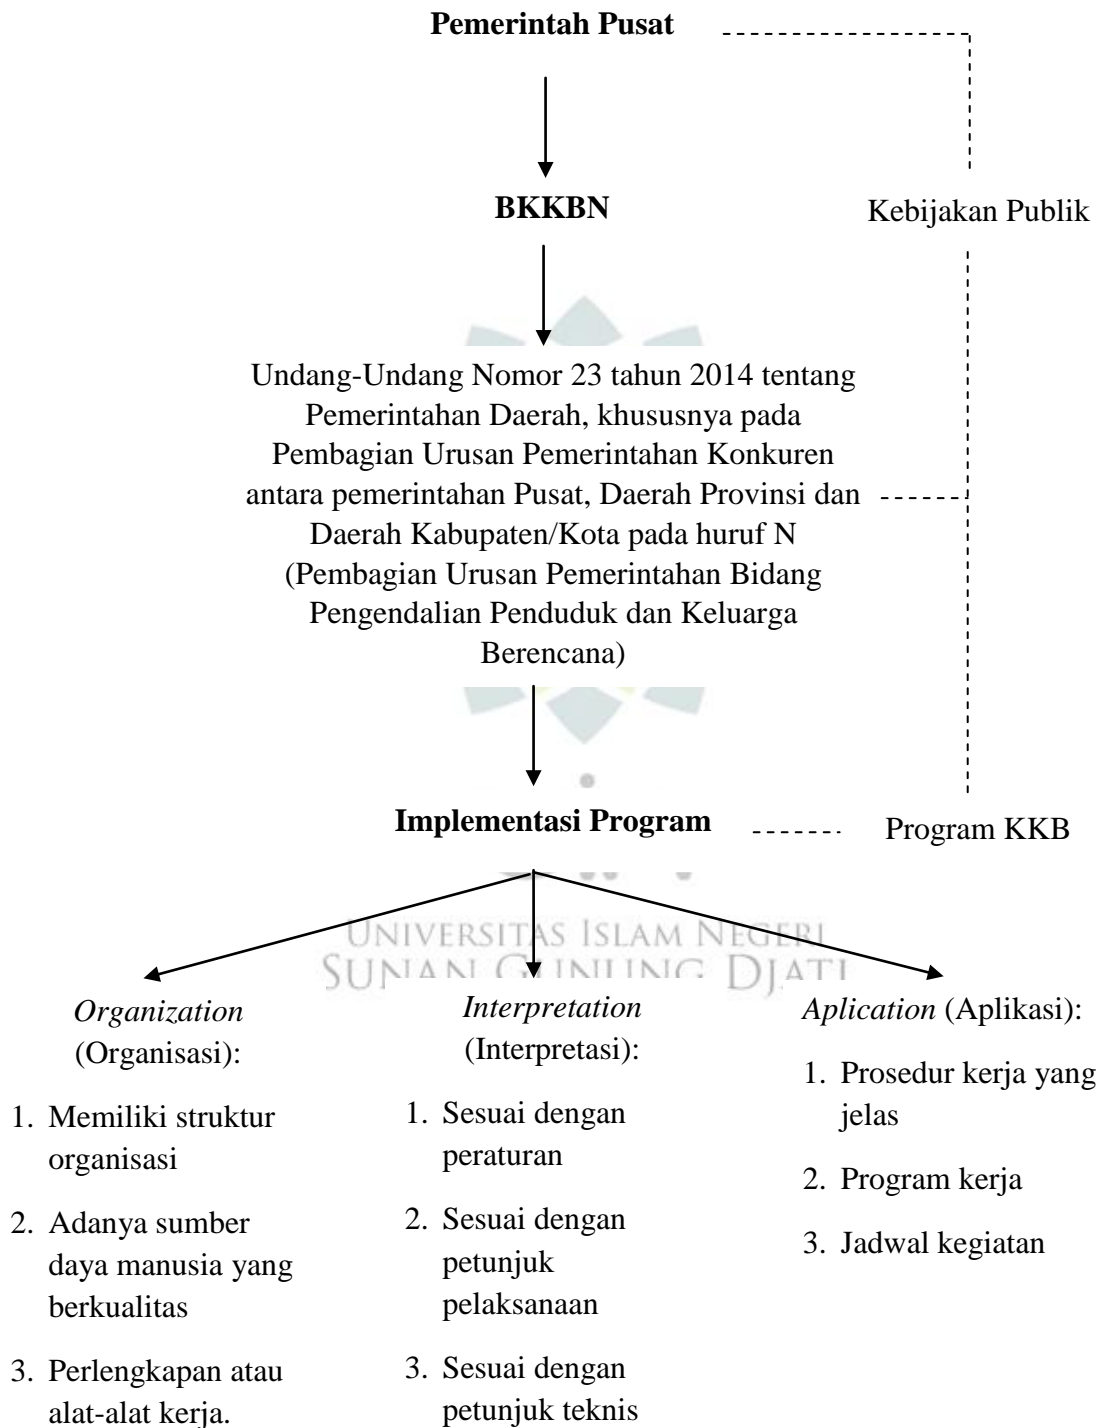 Pemerintah Pusat
BKKBN
Kebijakan Publik
Undang-Undang Nomor 23 tahun 2014 tentang
Pemerintahan Daerah, khususnya pada
Pembagian Urusan Pemerintahan Konkuren
antara pemerintahan Pusat, Daerah Provinsi dan
Daerah Kabupaten/Kota pada huruf N
(Pembagian Urusan Pemerintahan Bidang
Pengendalian Penduduk dan Keluarga
Berencana)
Implementasi Program
Program KKB
UNIVERSITAS ISLAM NEGERI
SUNAN GUNUNG DJATI
Organization
(Organisasi):
1. Memiliki struktur
organisasi
2. Adanya sumber
daya manusia yang
berkualitas
3. Perlengkapan atau
alat-alat kerja.
Interpretation
(Interpretasi):
1. Sesuai dengan
peraturan
2. Sesuai dengan
petunjuk
pelaksanaan
3. Sesuai dengan
petunjuk teknis
Aplication (Aplikasi):
1. Prosedur kerja yang
jelas
2. Program kerja
3. Jadwal kegiatan